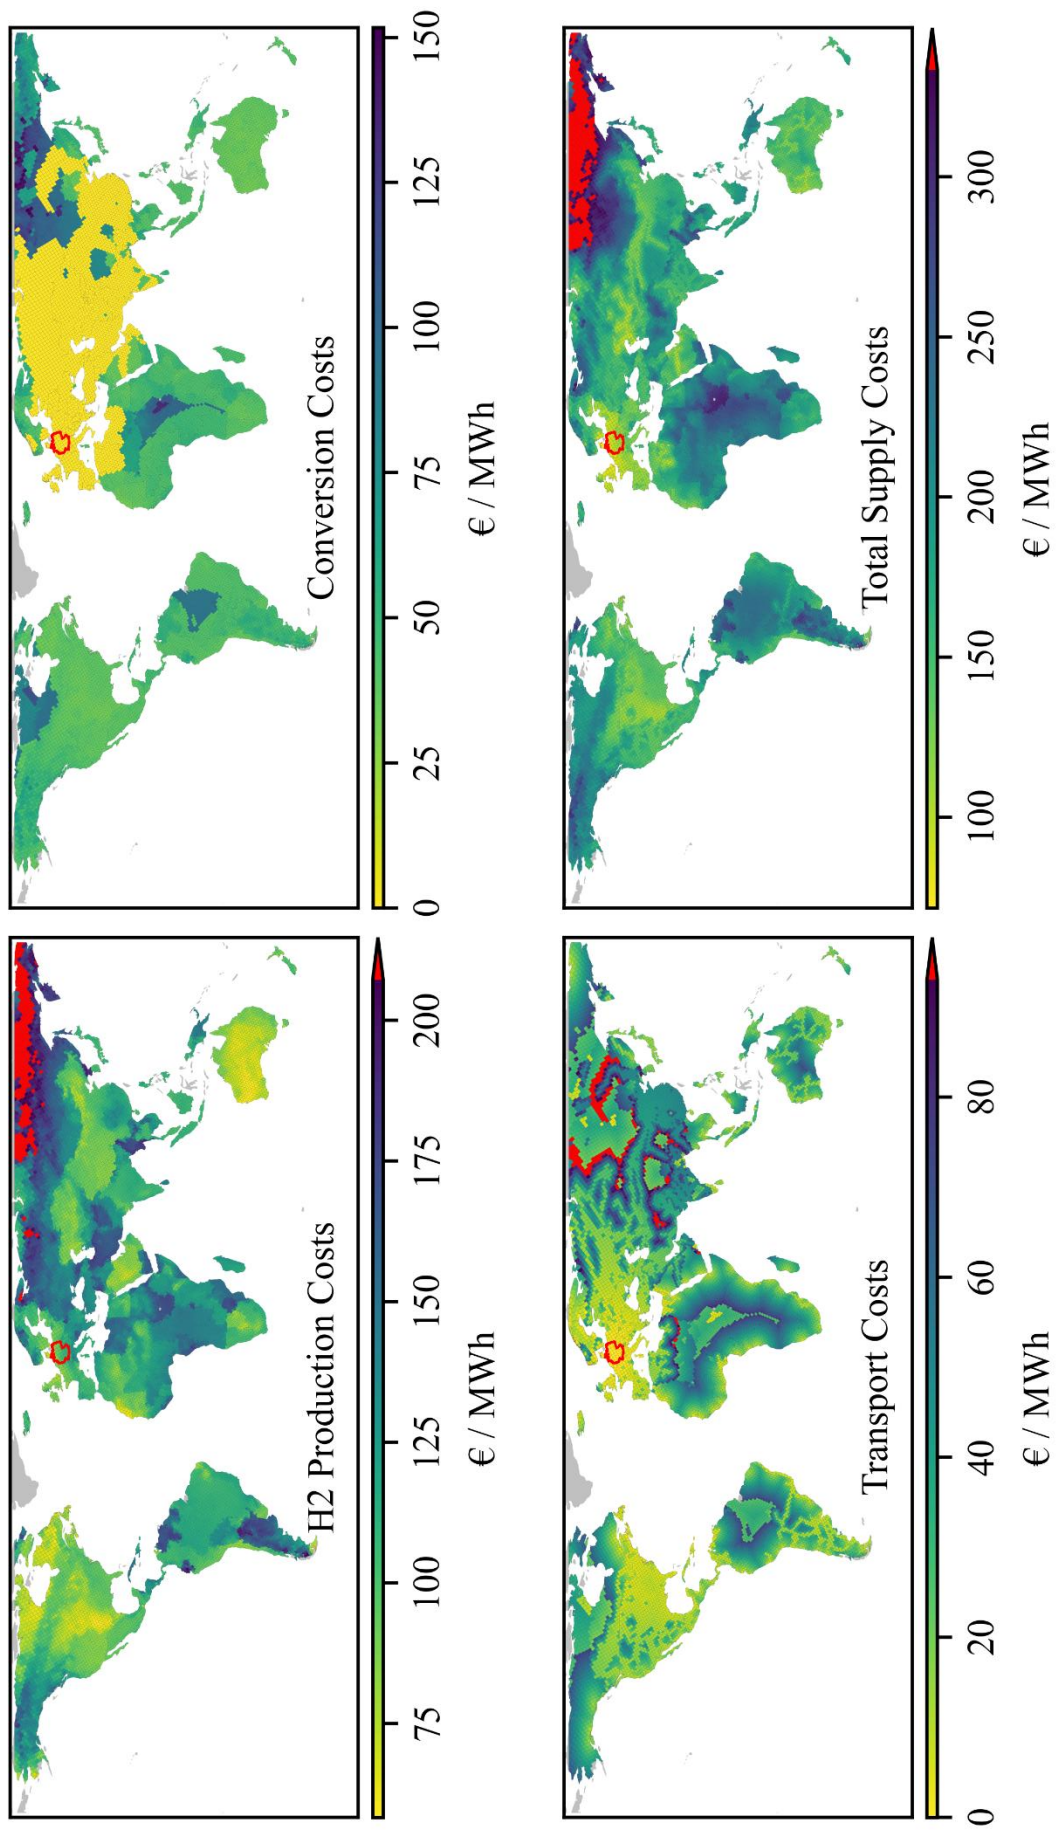 H2 Production Costs
75 100 125 150 175 200
€ / MWh
Conversion Costs
0 25 50 75 100 125 150
€ / MWh
Transport Costs
0 20 40 60 80
€ / MWh
Total Supply Costs
100 150 200 250 300
€ / MWh